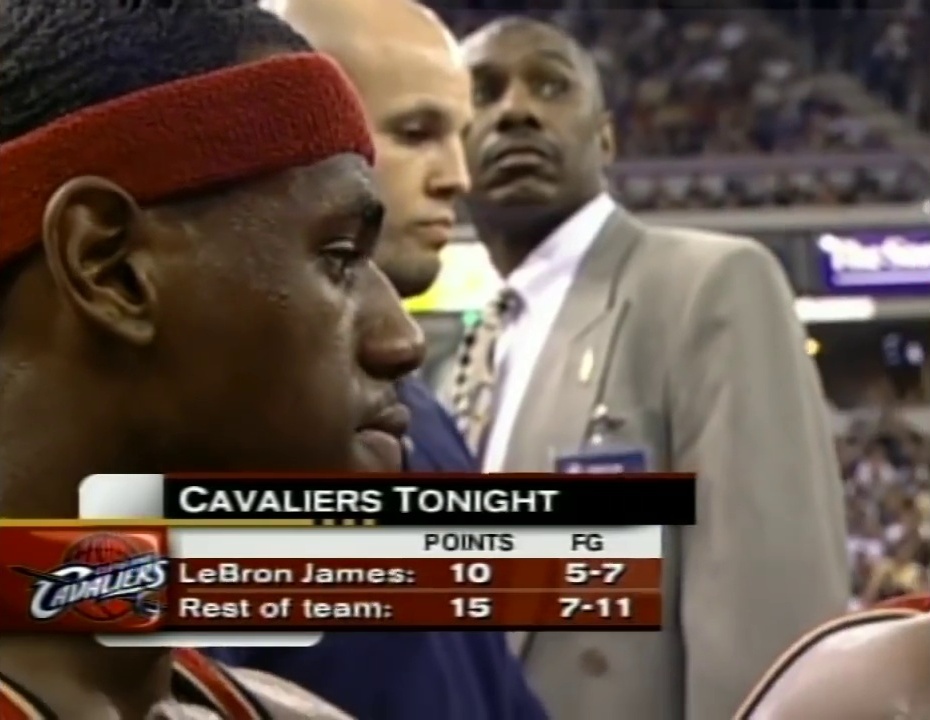 CAVALIERS TONIGHT
POINTS FG
CAVALIERS
LeBron James: 10 5-7
Rest of team: 15 7-11